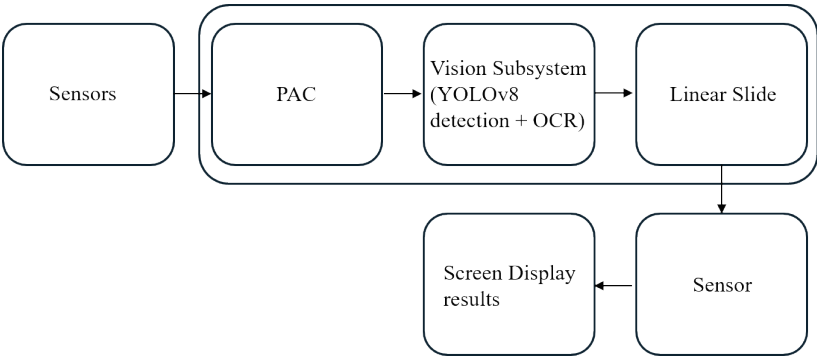 Sensors
PAC
Vision Subsystem
(YOLOv8
detection + OCR)
Linear Slide
Screen Display
results
Sensor